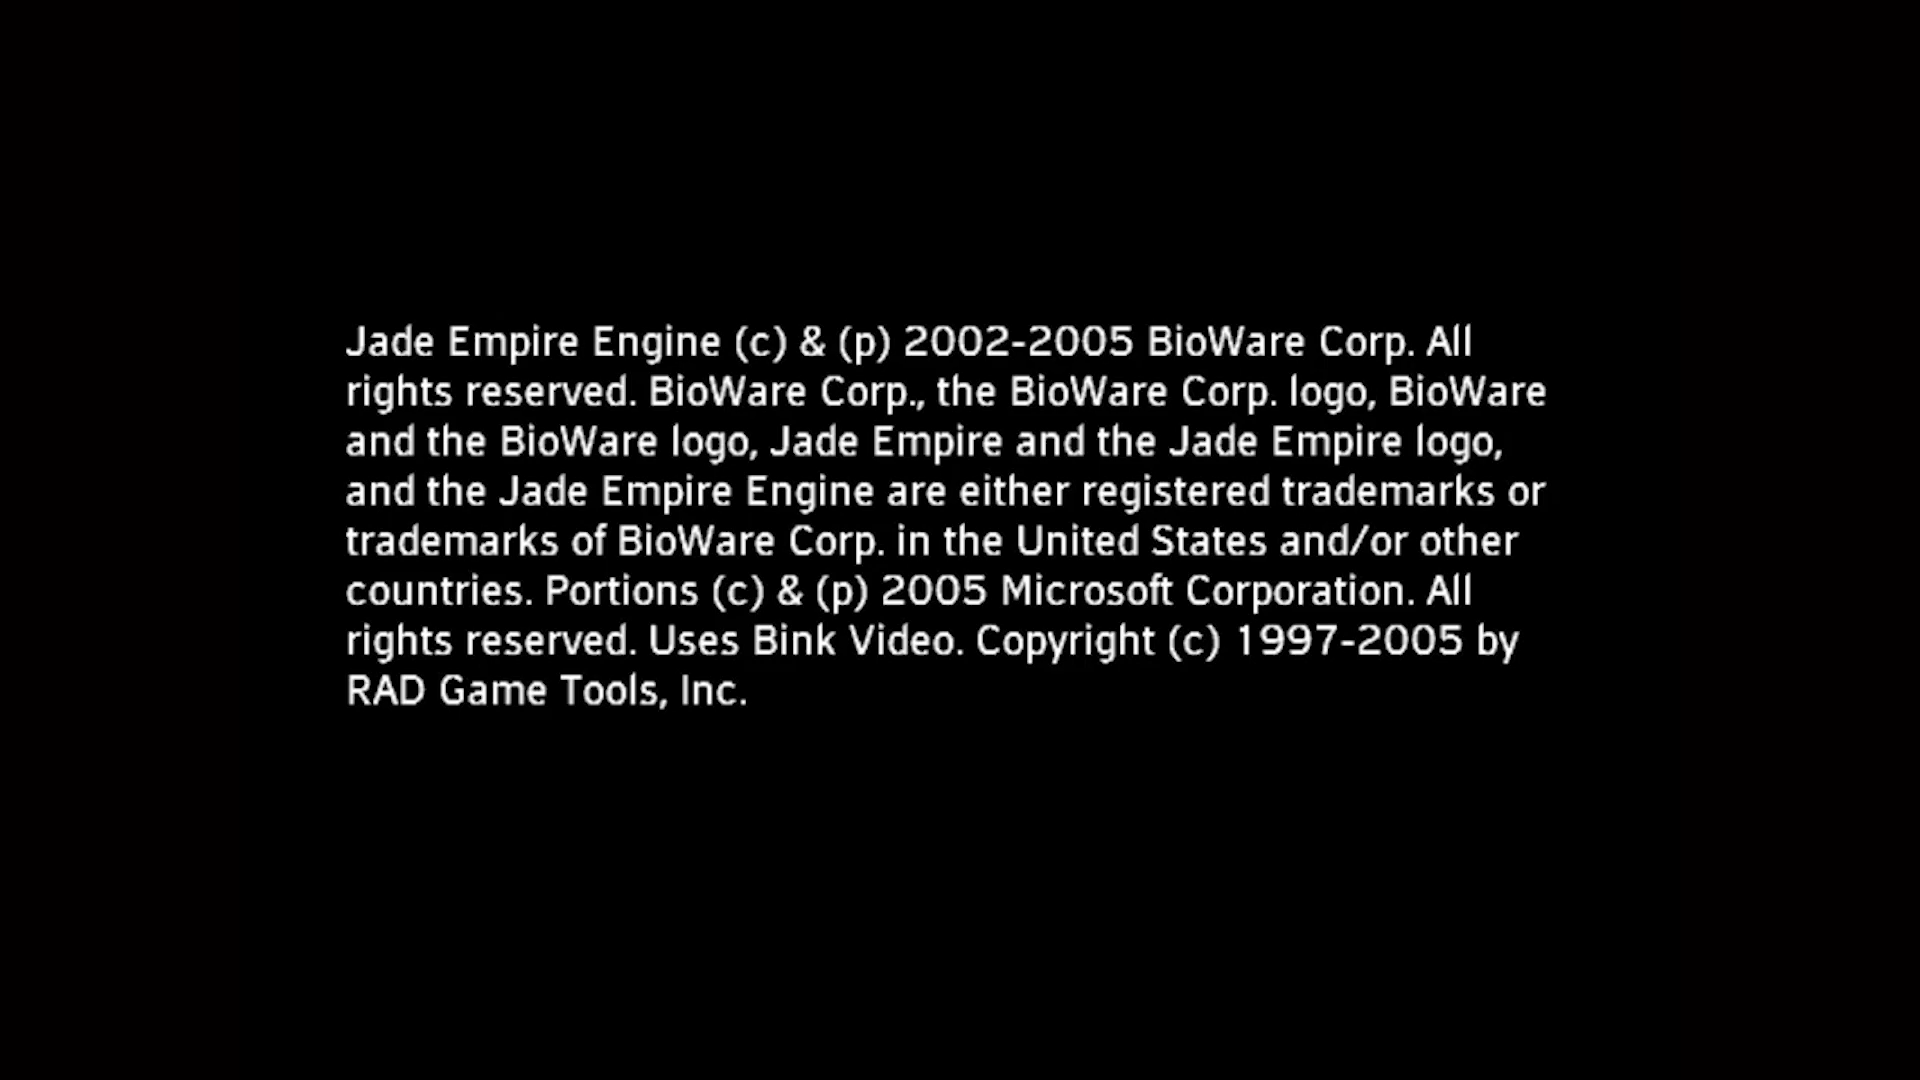 Jade Empire Engine (c) & (p) 2002-2005 BioWare Corp. All
rights reserved. BioWare Corp., the BioWare Corp. logo, BioWare
and the BioWare logo, Jade Empire and the Jade Empire logo,
and the Jade Empire Engine are either registered trademarks or
trademarks of BioWare Corp. in the United States and/or other
countries. Portions (c) & (p) 2005 Microsoft Corporation. All
rights reserved. Uses Bink Video. Copyright (c) 1997-2005 by
RAD Game Tools, Inc.